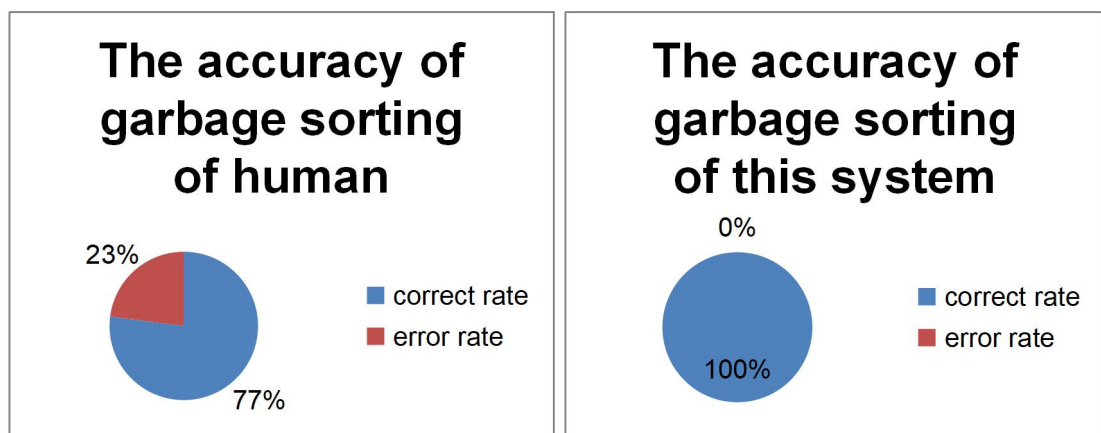 The accuracy of
garbage sorting
of human
23%
77%
correct rate
error rate
The accuracy of
garbage sorting
of this system
0%
100%
correct rate
error rate